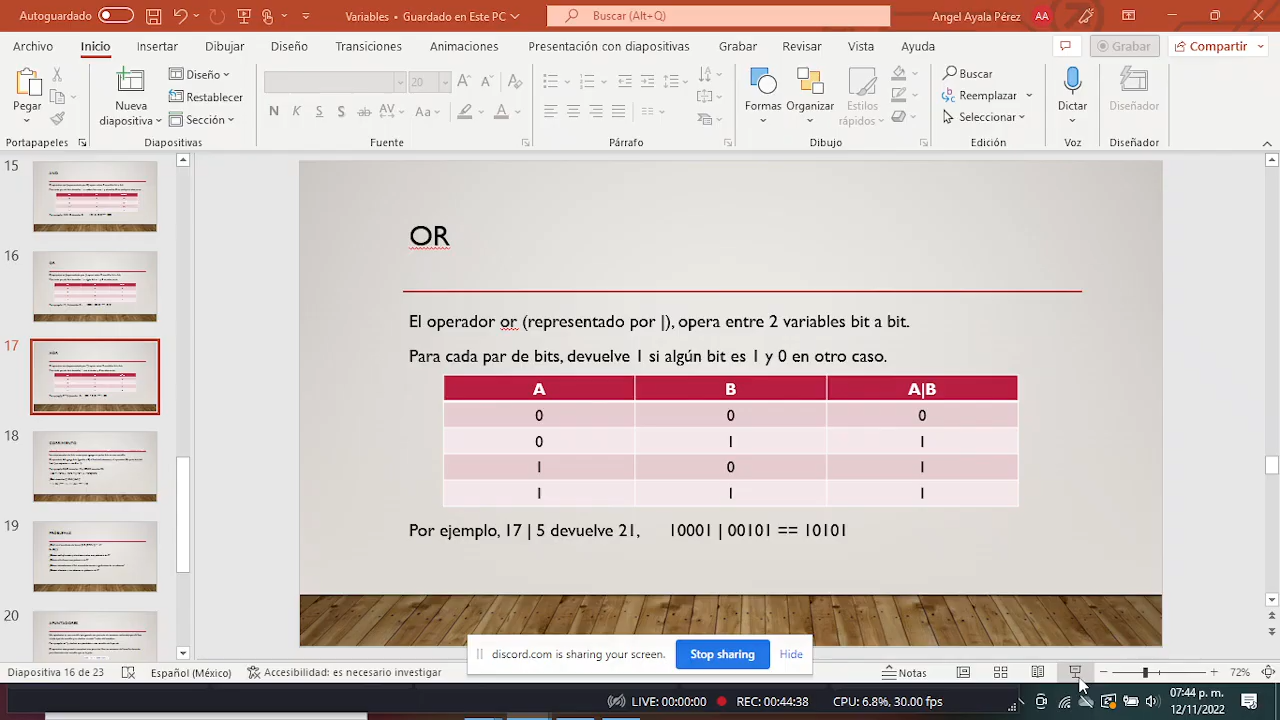 Autoguardado
Variables • Guardado en Este PC
Buscar (Alt+Q)
Angel Ayala Pérez
AA
Archivo
Inicio
Insertar
Dibujar
Diseño
Transiciones
Animaciones
Presentación con diapositivas
Grabar
Revisar
Vista
Ayuda
Grabar
Compartir
Pegar
Nueva
diapositiva
Diseño
Restablecer
Sección
20
N K S S ab AV Aa A
Formas
Organizar
Estilos
rápidos
Buscar
Reemplazar
Seleccionar
Dictar
Diseñador
Portapapeles
Diapositivas
Fuente
Párrafo
Dibujo
Edición
Voz
Diseñador
15
16
17
18
19
20
OR
El operador or (representado por |), opera entre 2 variables bit a bit.
Para cada par de bits, devuelve 1 si algún bit es 1 y 0 en otro caso.
A B A|B
0 0 0
0 1 1
1 0 1
1 1 1
Por ejemplo, 17 | 5 devuelve 21, 10001 | 00101 == 10101
discord.com is sharing your screen.
Stop sharing
Hide
Diapositiva 16 de 23
Español (México)
Accesibilidad: es necesario investigar
Notas
72%
LIVE: 00:00:00
REC: 00:44:38
CPU: 6.8%, 30.00 fps
07:44 p. m.
12/11/2022